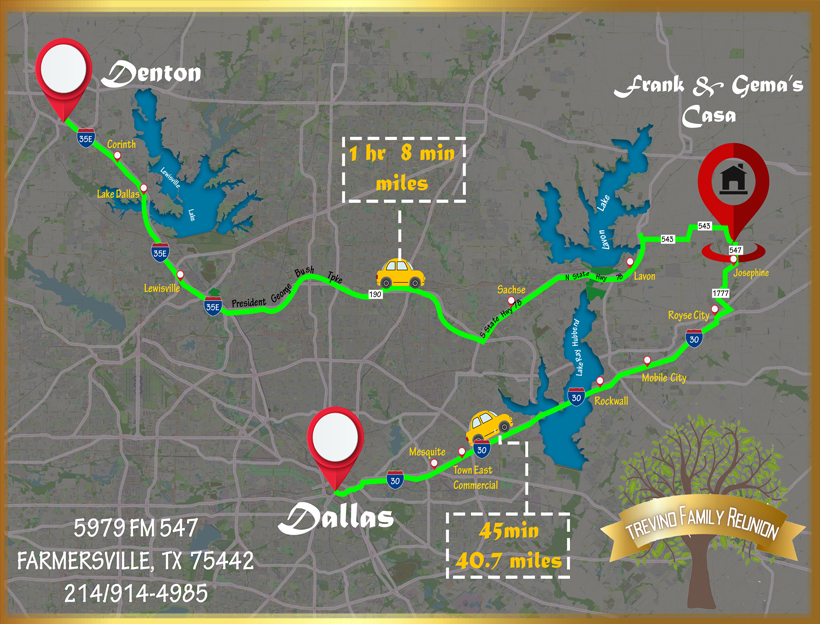 Denton
Frank & Gema's
Casa
35E
Corinth
Lake Dallas
Lewisville
Lake
1 hr 8 min
miles
Lake
Lavon
543
543
547
Josephine
35E
Lewisville
35E
President George Bush Tpke
190
Sachse
S State Hwy 78
N State Hwy 78
Lavon
1777
Royse City
30
Lake Ray Hubbard
Mobile City
30
Rockwall
Mosquite
30
Town East
Commercial
30
Dallas
45min
40.7 miles
TREVINO FAMILY REUNION
5979 FM 547
FARMERSVILLE, TX 75442
214/914-4985